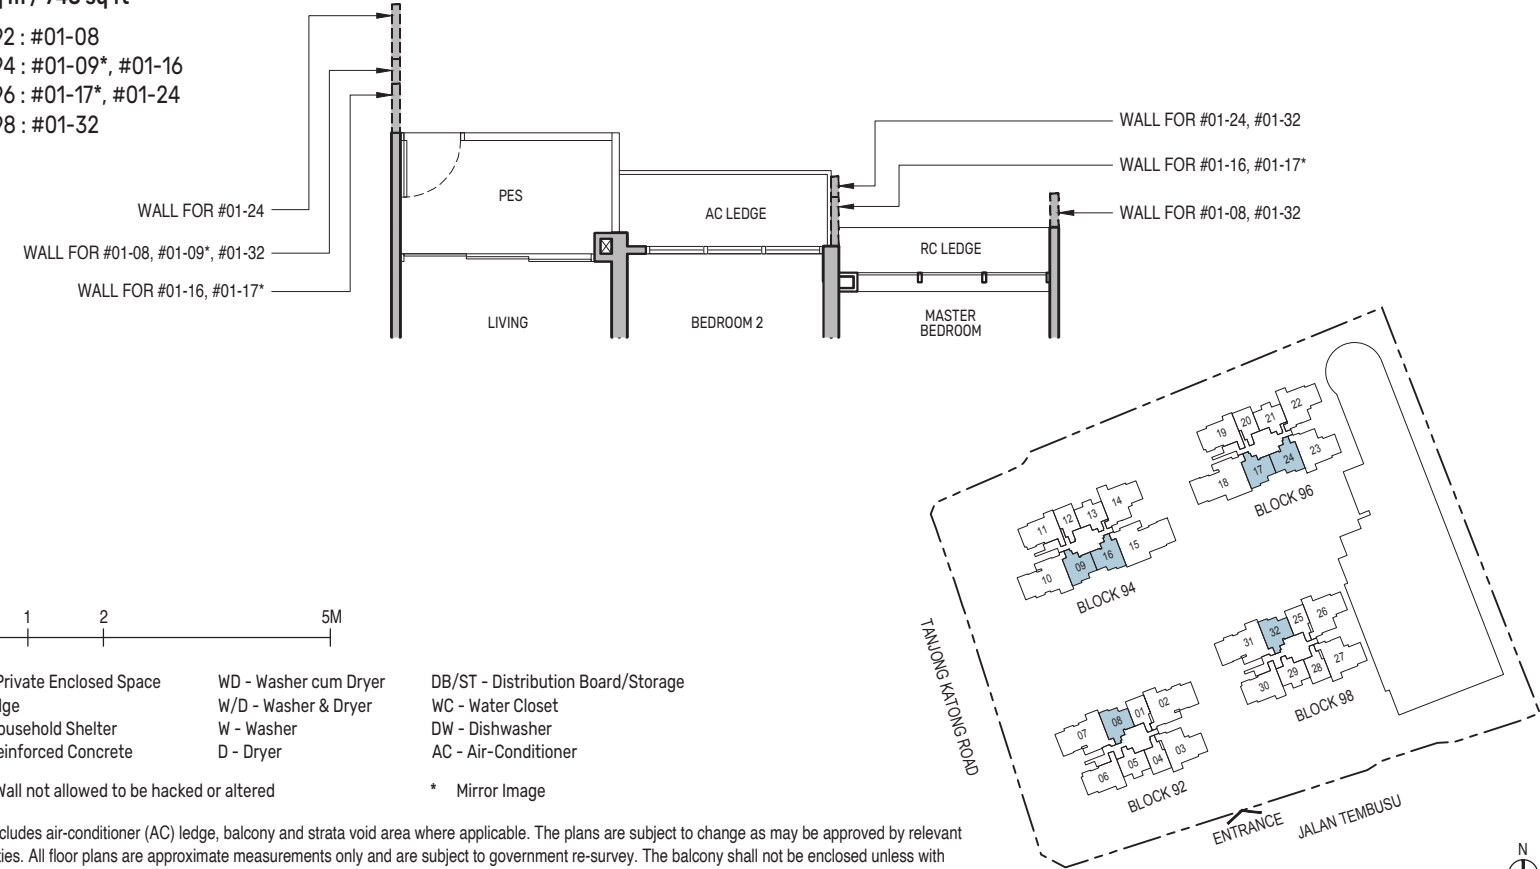 92 : #01-08
94 : #01-09*, #01-16
96 : #01-17*, #01-24
98 : #01-32
WALL FOR #01-24
WALL FOR #01-08, #01-09*, #01-32
WALL FOR #01-16, #01-17*
PES
AC LEDGE
RC LEDGE
LIVING
BEDROOM 2
MASTER
BEDROOM
WALL FOR #01-24, #01-32
WALL FOR #01-16, #01-17*
WALL FOR #01-08, #01-32
19
20
21
22
18
17
24
23
BLOCK 96
11
12
13
14
10
09
16
15
BLOCK 94
31
32
25
26
30
29
28
27
BLOCK 98
07
08
01
02
06
05
04
03
BLOCK 92
TANJONG KATONG ROAD
ENTRANCE
JALAN TEMBUSU
N
1 2 5M
Private Enclosed Space
WD - Washer cum Dryer
W/D - Washer & Dryer
W - Washer
D - Dryer
DB/ST - Distribution Board/Storage
WC - Water Closet
DW - Dishwasher
AC - Air-Conditioner
Wall not allowed to be hacked or altered
* Mirror Image
cludes air-conditioner (AC) ledge, balcony and strata void area where applicable. The plans are subject to change as may be approved by relevant
ties. All floor plans are approximate measurements only and are subject to government re-survey. The balcony shall not be enclosed unless with